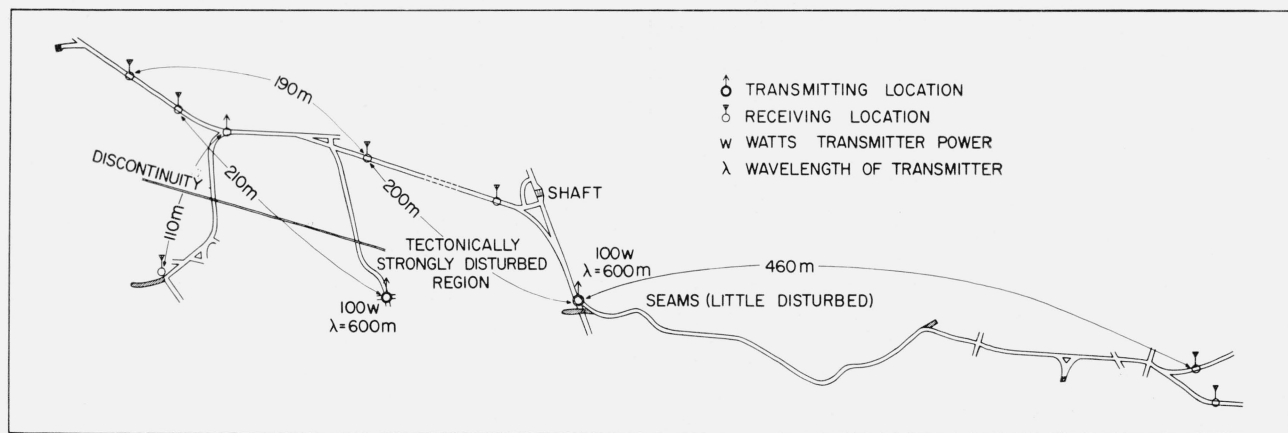 190m
TRANSMITTING LOCATION
RECEIVING LOCATION
W WATTS TRANSMITTER POWER
λ WAVELENGTH OF TRANSMITTER
DISCONTINUITY
210m
110m
200m
SHAFT
TECTONICALLY
STRONGLY DISTURBED
REGION
100W
λ=600m
460m
SEAMS (LITTLE DISTURBED)
100W
λ=600m